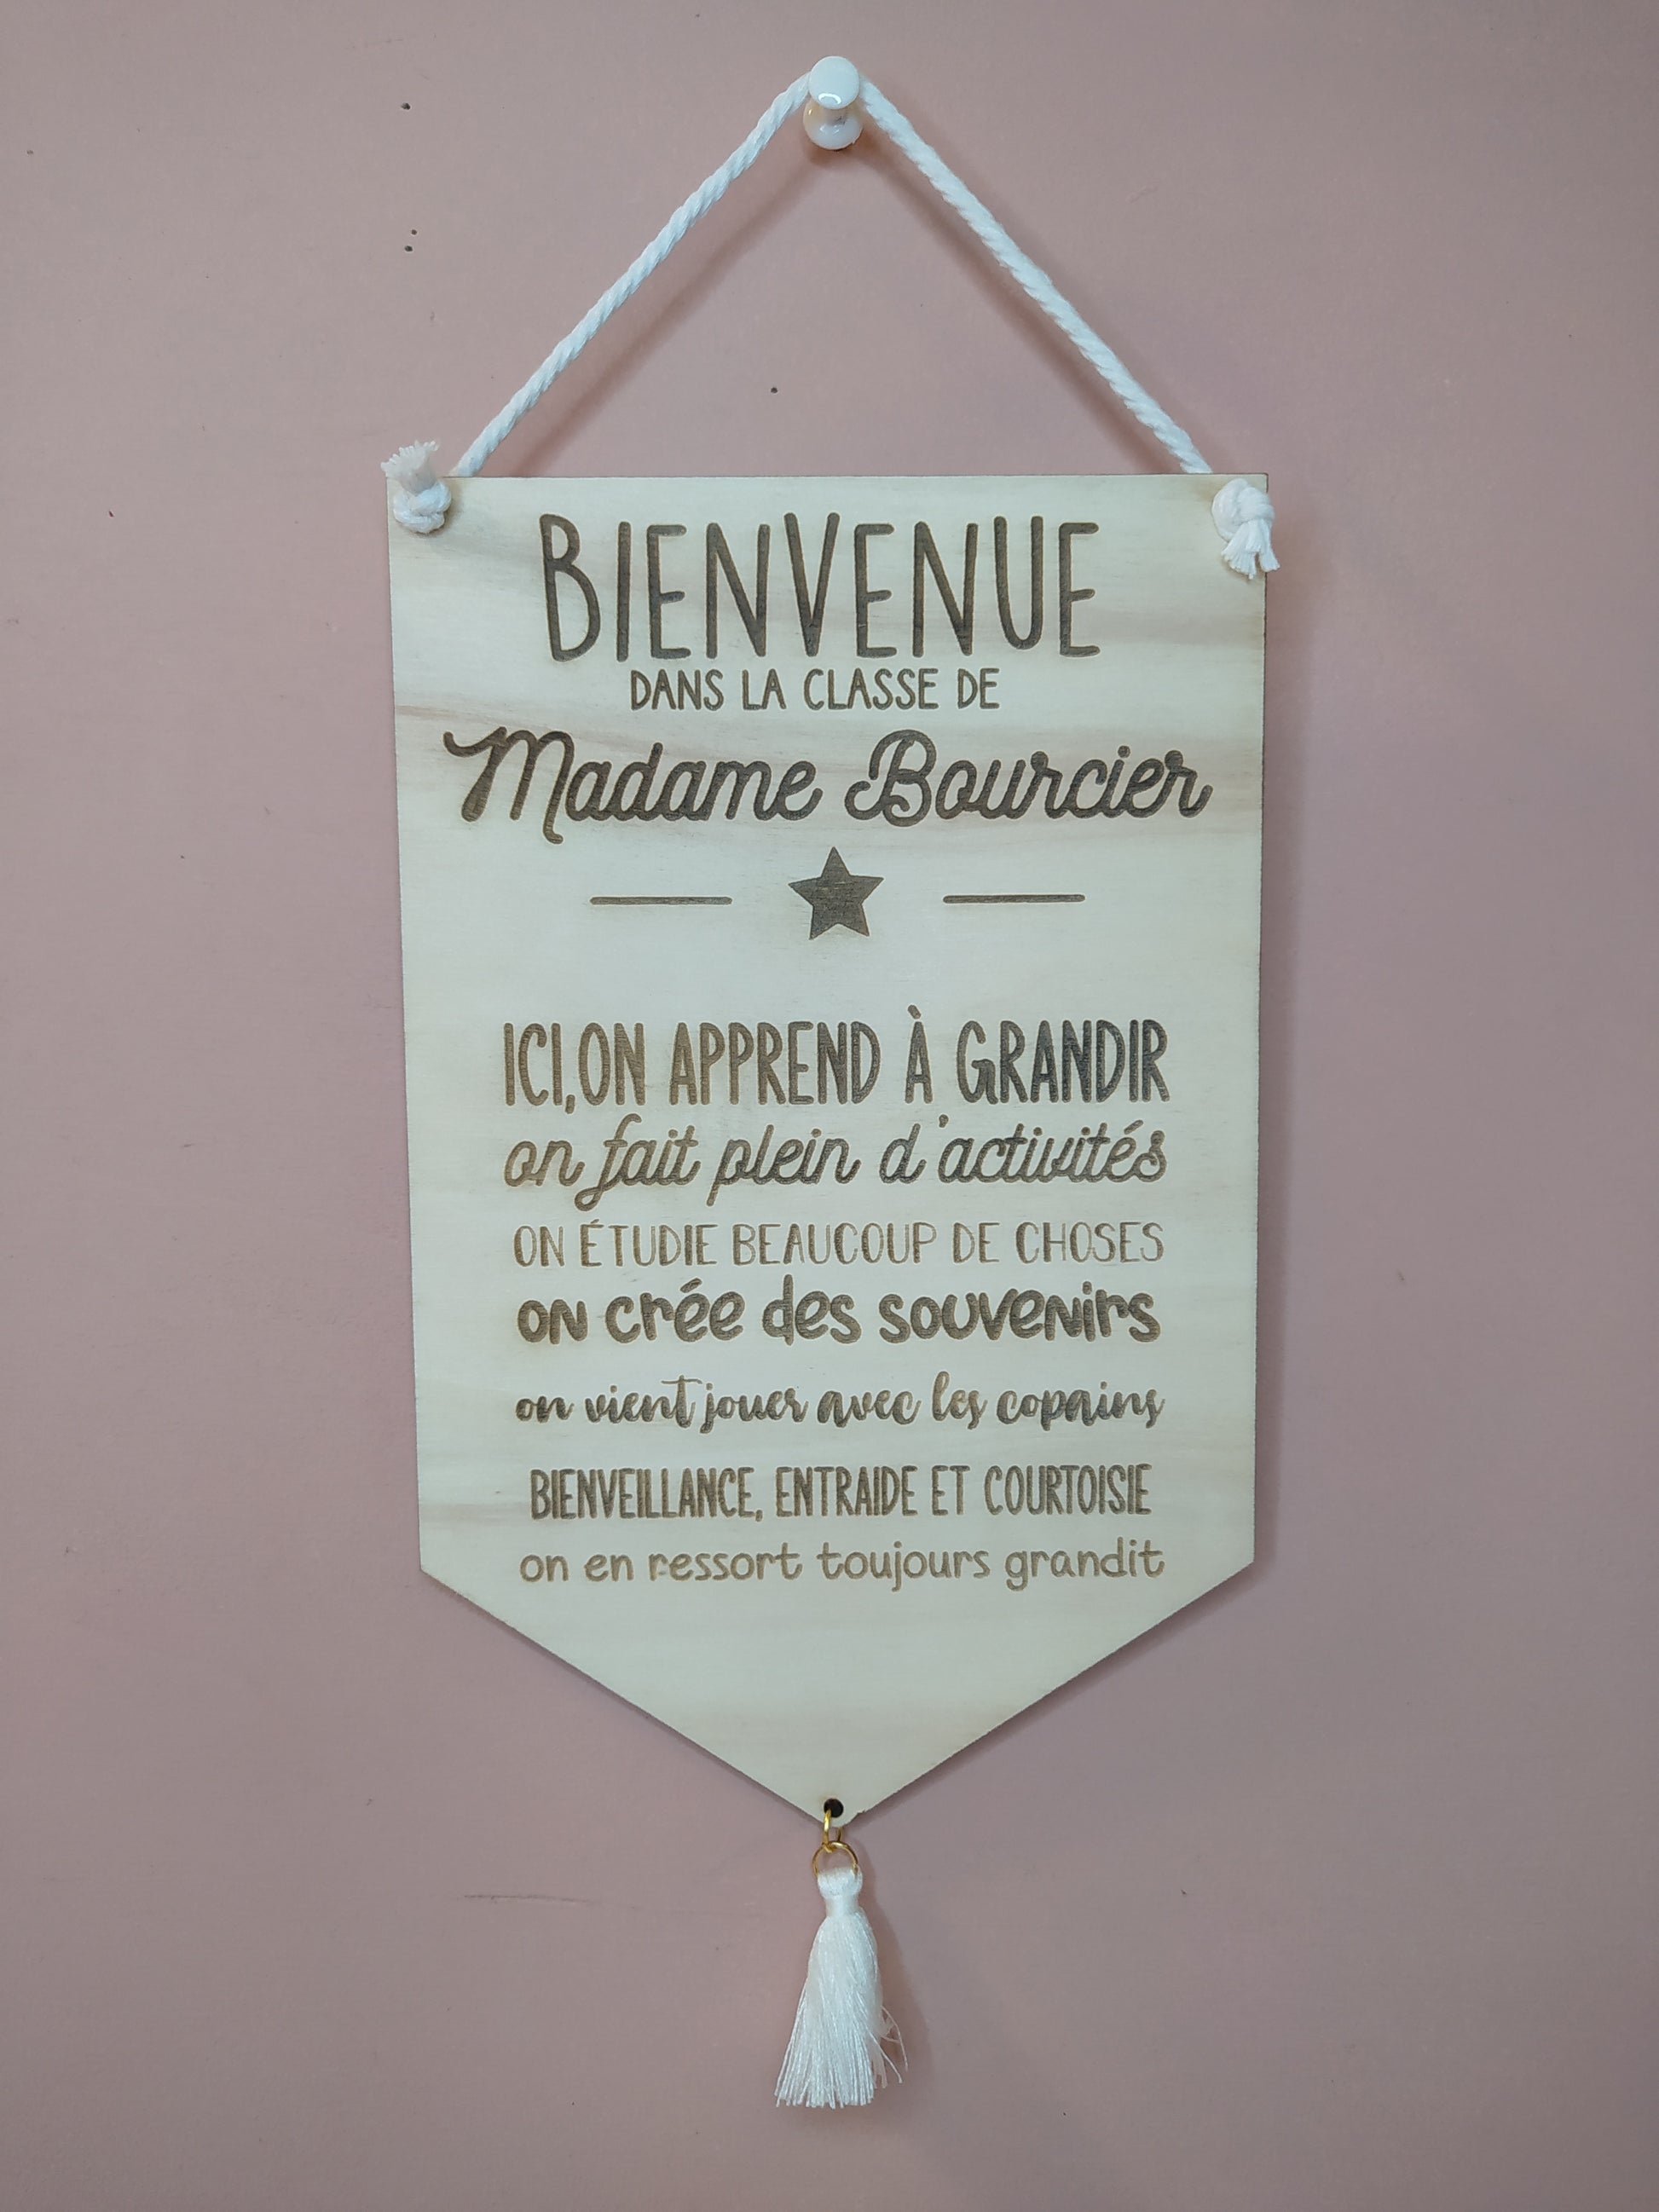 BIENVENUE
DANS LA CLASSE DE
Madame Bourcier
ICI,ON APPREND À GRANDIR
on fait plein d'activités
ON ÉTUDIE BEAUCOUP DE CHOSES
on crée des souvenirs
on vient jouer avec les copains
BIENVEILLANCE, ENTRAIDE ET COURTOISIE
on en ressort toujours grandit